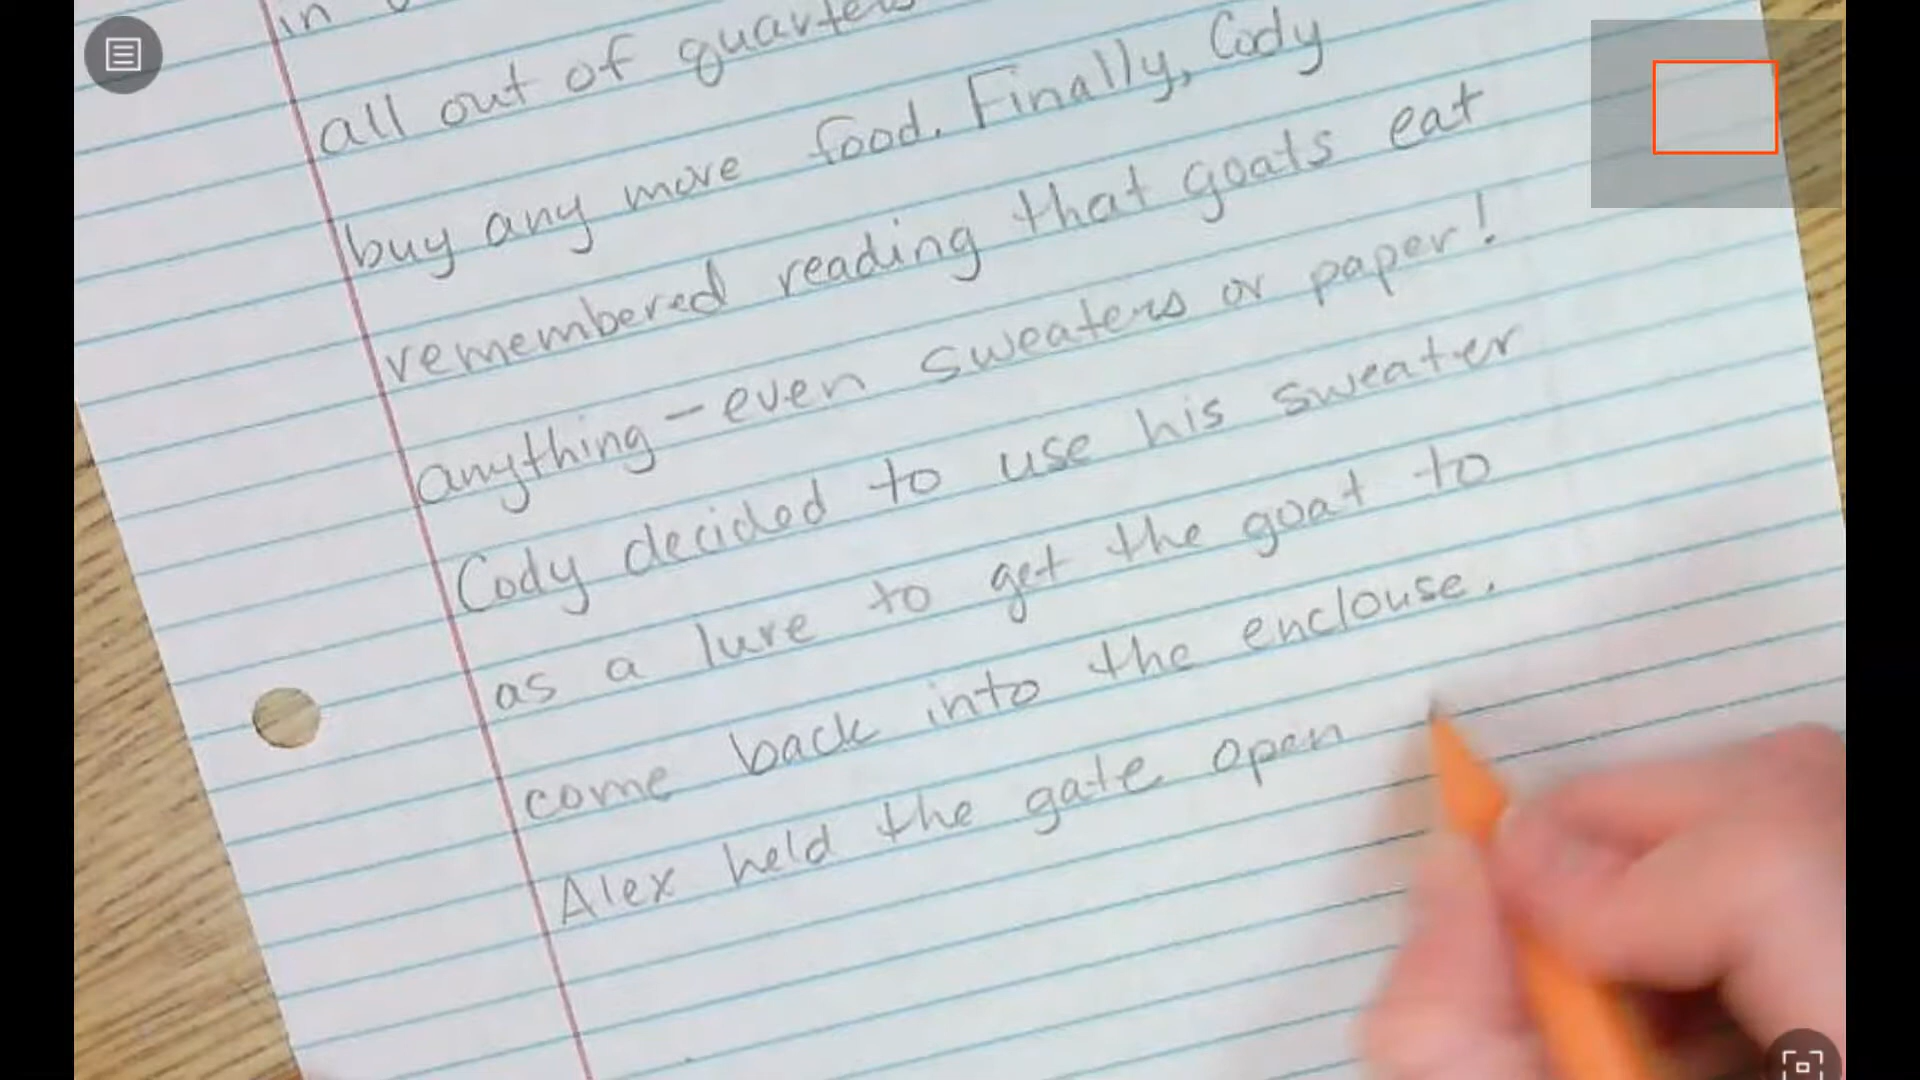 in
all out of quarters
buy any more food. Finally, Cody
remembered reading that goats eat
anything - even sweaters or paper!
Cody decided to use his sweater
as a lure to get the goat to
come back into the enclouse.
Alex held the gate open